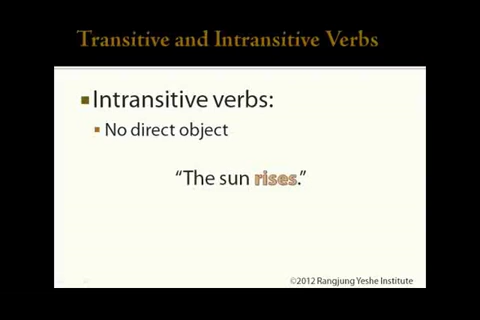 Transitive and Intransitive Verbs
Intransitive verbs:
No direct object
“The sun rises.”
©2012 Rangjung Yeshe Institute